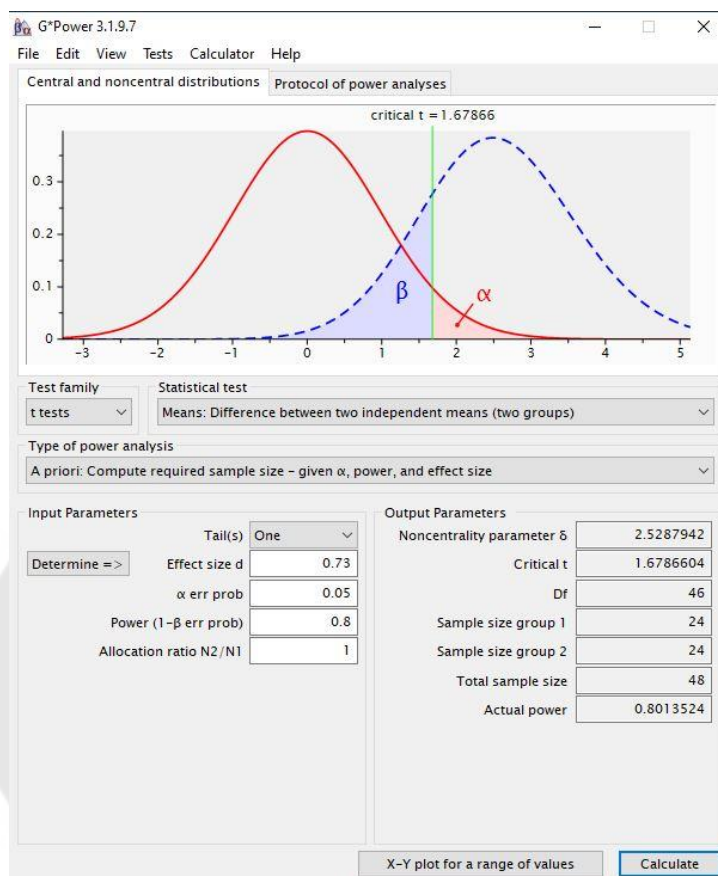 G*Power 3.1.9.7
File Edit View Tests Calculator Help
Central and noncentral distributions Protocol of power analyses
critical t = 1.67866
0.3
0.2
0.1
0
β
α
-3 -2 -1 0 1 2 3 4 5
Test family Statistical test
t tests Means: Difference between two independent means (two groups)
Type of power analysis
A priori: Compute required sample size - given α, power, and effect size
Input Parameters Output Parameters
Tail(s) One Noncentrality parameter δ 2.5287942
Determine => Effect size d 0.73 Critical t 1.6786604
α err prob 0.05 Df 46
Power (1-β err prob) 0.8 Sample size group 1 24
Allocation ratio N2/N1 1 Sample size group 2 24
Total sample size 48
Actual power 0.8013524
X-Y plot for a range of values Calculate